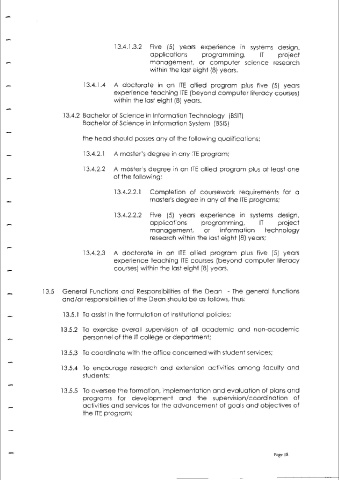 13.4.1.3.2 Five (5) years experience in systems design,
applications programming, IT project
management, or computer science research
within the last eight (8) years.
13.4.1.4 A doctorate in an ITE allied program plus five (5) years
experience teaching ITE (beyond computer literacy courses)
within the last eight (8) years.
13.4.2 Bachelor of Science in Information Technology (BSIT)
Bachelor of Science in Information System (BSIS)
The head should posses any of the following qualifications;
13.4.2.1 A master's degree in any ITE program;
13.4.2.2 A master's degree in an ITE allied program plus at least one
of the following:
13.4.2.2.1 Completion of coursework requirements for a
master's degree in any of the ITE programs;
13.4.2.2.2 Five (5) years experience in systems design,
applications programming, IT project
management, or information technology
research within the last eight (8) years;
13.4.2.3 A doctorate in an ITE allied program plus five (5) years
experience teaching ITE courses (beyond computer literacy
courses) within the last eight (8) years.
13.5 General Functions and Responsibilities of the Dean - The general functions
and/or responsibilities of the Dean should be as follows, thus:
13.5.1 To assist in the formulation of institutional policies;
13.5.2 To exercise overall supervision of all academic and non-academic
personnel of the IT college or department;
13.5.3 To coordinate with the office concerned with student services;
13.5.4 To encourage research and extension activities among faculty and
students;
13.5.5 To oversee the formation, implementation and evaluation of plans and
programs for development and the supervision/coordination of
activities and services for the advancement of goals and objectives of
the ITE program;
Page